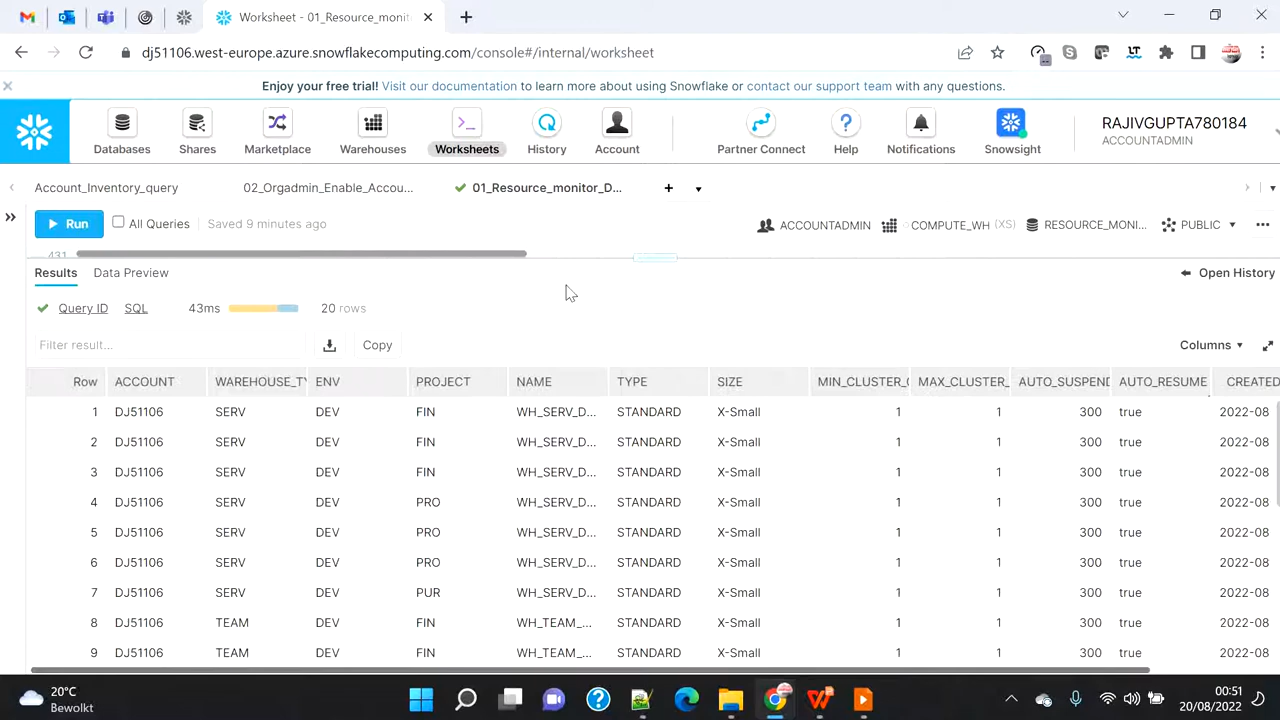 Worksheet - 01_Resource_monit
dj51106.west-europe.azure.snowflakecomputing.com/console#/internal/worksheet
Enjoy your free trial! Visit our documentation to learn more about using Snowflake or contact our support team with any questions.
Databases Shares Marketplace Warehouses Worksheets History Account Partner Connect Help Notifications Snowsight
RAJIVGUPTA780184
ACCOUNTADMIN
Account_Inventory_query 02_Orgadmin_Enable_Accou... 01_Resource_monitor_D...
Run All Queries Saved 9 minutes ago ACCOUNTADMIN COMPUTE_WH (XS) RESOURCE_MONI... PUBLIC
431
Results Data Preview Open History
Query ID SQL 43ms 20 rows
Filter result... Copy Columns
Row ACCOUNT WAREHOUSE_TY ENV PROJECT NAME TYPE SIZE MIN_CLUSTER_ MAX_CLUSTER_ AUTO_SUSPEND AUTO_RESUME CREATED
1 DJ51106 SERV DEV FIN WH_SERV_D... STANDARD X-Small 1 1 300 true 2022-08
2 DJ51106 SERV DEV FIN WH_SERV_D... STANDARD X-Small 1 1 300 true 2022-08
3 DJ51106 SERV DEV FIN WH_SERV_D... STANDARD X-Small 1 1 300 true 2022-08
4 DJ51106 SERV DEV PRO WH_SERV_D... STANDARD X-Small 1 1 300 true 2022-08
5 DJ51106 SERV DEV PRO WH_SERV_D... STANDARD X-Small 1 1 300 true 2022-08
6 DJ51106 SERV DEV PRO WH_SERV_D... STANDARD X-Small 1 1 300 true 2022-08
7 DJ51106 SERV DEV PUR WH_SERV_D... STANDARD X-Small 1 1 300 true 2022-08
8 DJ51106 TEAM DEV FIN WH_TEAM_... STANDARD X-Small 1 1 300 true 2022-08
9 DJ51106 TEAM DEV FIN WH_TEAM_... STANDARD X-Small 1 1 300 true 2022-08
20°C
Bewolkt
00:51
20/08/2022